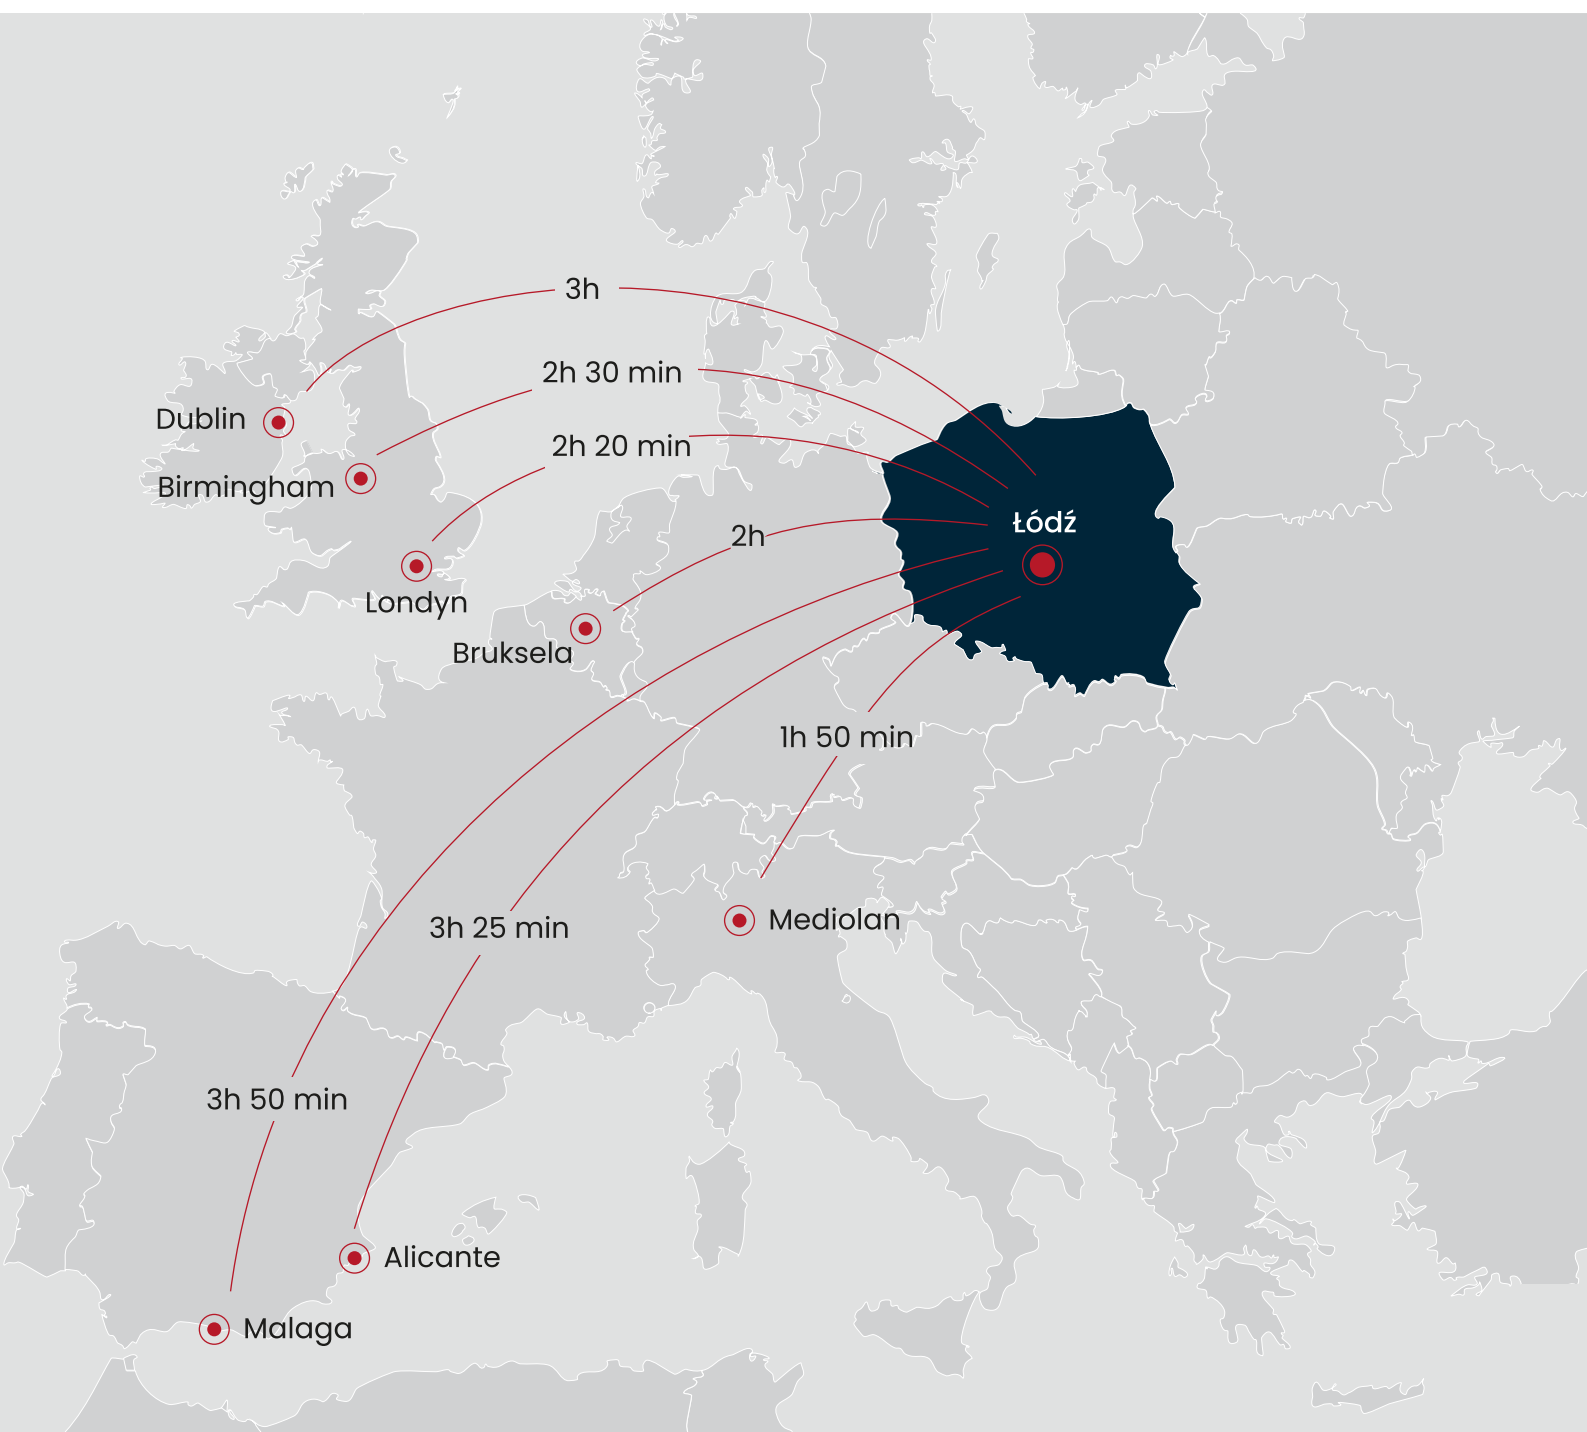 3h
2h 30 min
Dublin
2h 20 min
Birmingham
Łódź
2h
Londyn
Bruksela
1h 50 min
Mediolan
3h 25 min
3h 50 min
Alicante
Malaga